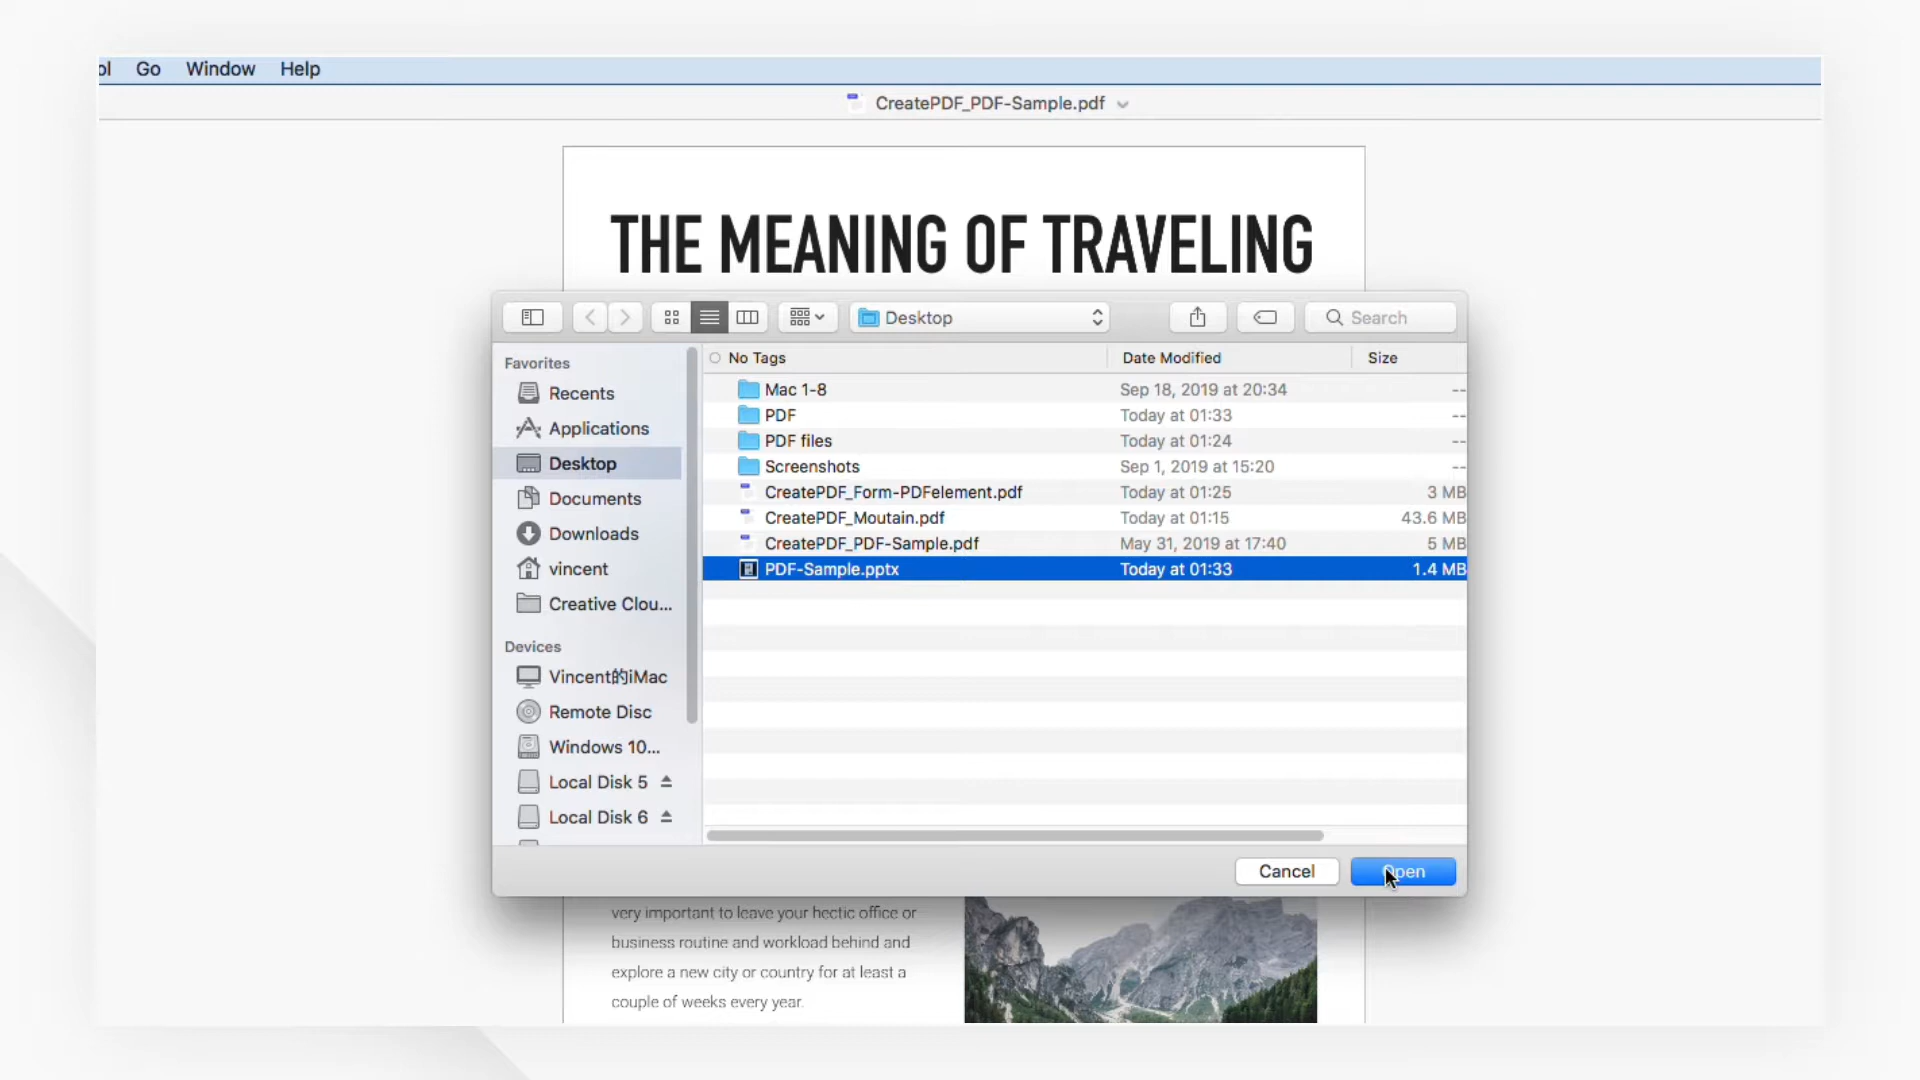 ol Go Window Help
CreatePDF_PDF-Sample.pdf
THE MEANING OF TRAVELING
Desktop
Search
Favorites
Recents
Applications
Desktop
Documents
Downloads
vincent
Creative Clou...
Devices
Vincent的iMac
Remote Disc
Windows 10...
Local Disk 5
Local Disk 6
No Tags Date Modified Size
Mac 1-8 Sep 18, 2019 at 20:34 --
PDF Today at 01:33 --
PDF files Today at 01:24 --
Screenshots Sep 1, 2019 at 15:20 --
CreatePDF_Form-PDFelement.pdf Today at 01:25 3 MB
CreatePDF_Moutain.pdf Today at 01:15 43.6 MB
CreatePDF_PDF-Sample.pdf May 31, 2019 at 17:40 5 MB
PDF-Sample.pptx Today at 01:33 1.4 MB
Cancel Open
very important to leave your hectic office or
business routine and workload behind and
explore a new city or country for at least a
couple of weeks every year.